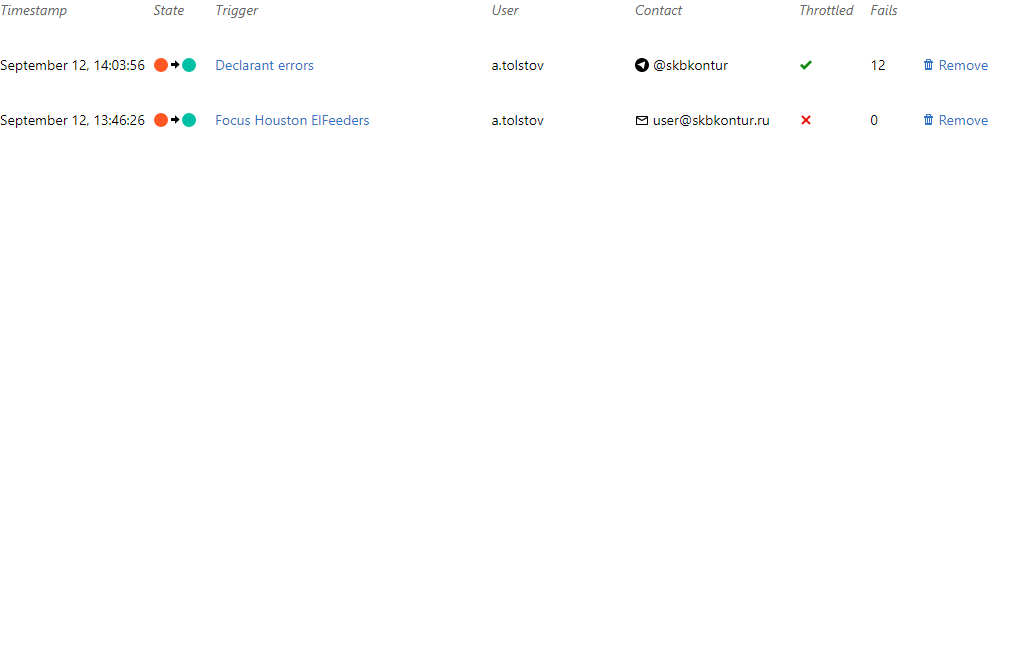 Timestamp State Trigger User Contact Throttled Fails
September 12, 14:03:56 Declarant errors a.tolstov @skbkontur 12 Remove
September 12, 13:46:26 Focus Houston ElFeeders a.tolstov user@skbkontur.ru 0 Remove